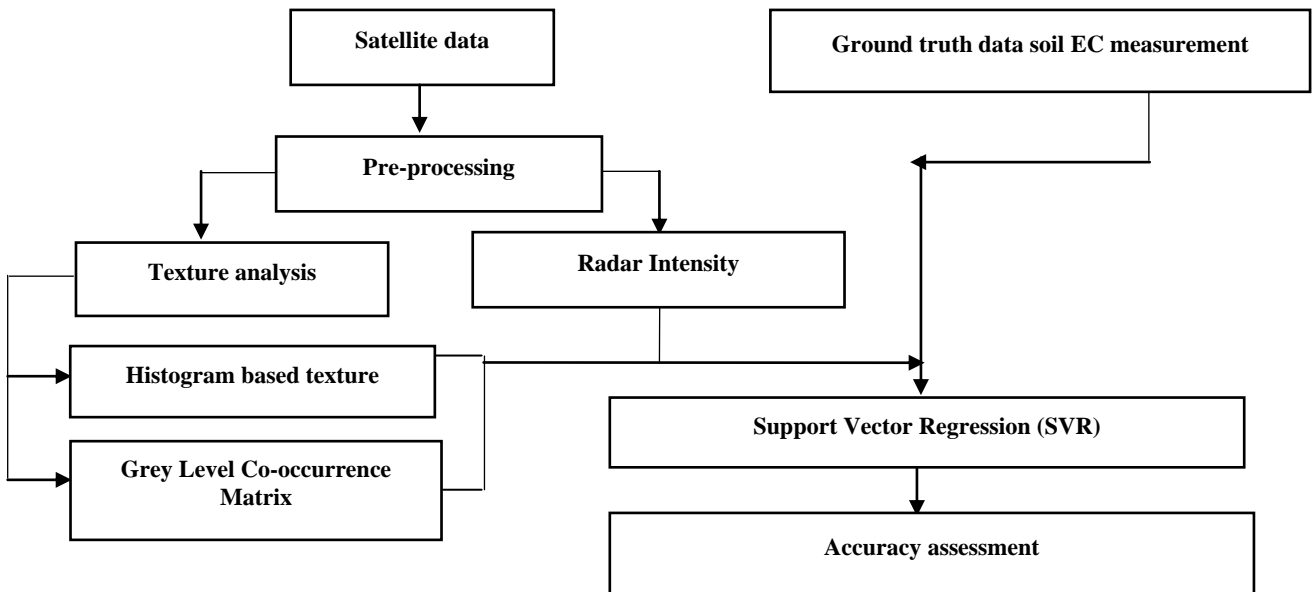 Satellite data
Ground truth data soil EC measurement
Pre-processing
Texture analysis
Radar Intensity
Histogram based texture
Support Vector Regression (SVR)
Grey Level Co-occurrence
Matrix
Accuracy assessment